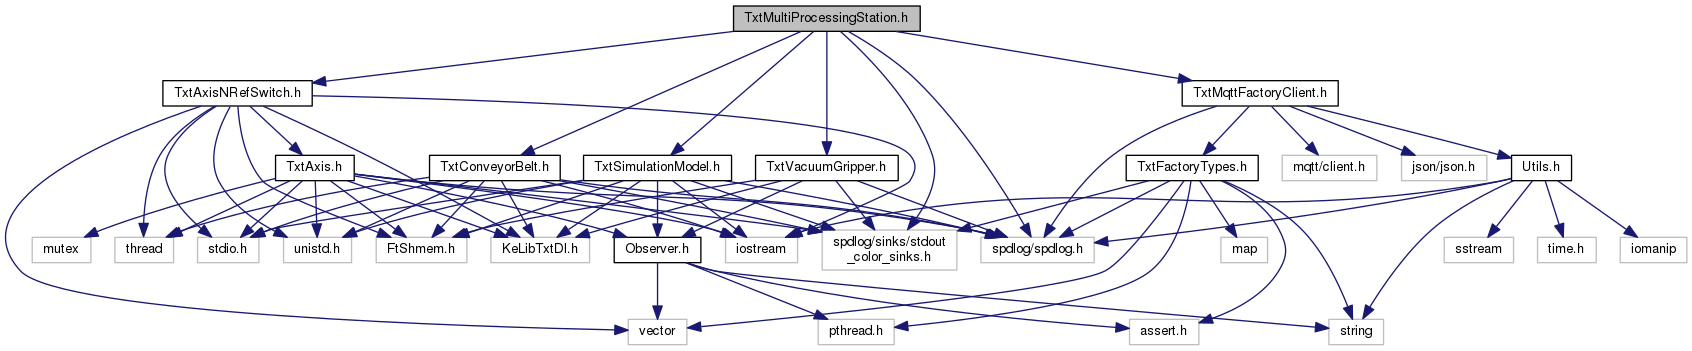 TxtMultiProcessingStation.h
TxtAxisNRefSwitch.h
TxtMqttFactoryClient.h
TxtAxis.h
TxtConveyorBelt.h
TxtSimulationModel.h
TxtVacuumGripper.h
TxtFactoryTypes.h
mqtt/client.h
json/json.h
Utils.h
mutex
thread
stdio.h
unistd.h
FtShmem.h
KeLibTxtDl.h
Observer.h
iostream
spdlog/sinks/stdout
_color_sinks.h
spdlog/spdlog.h
map
sstream
time.h
iomanip
vector
pthread.h
assert.h
string